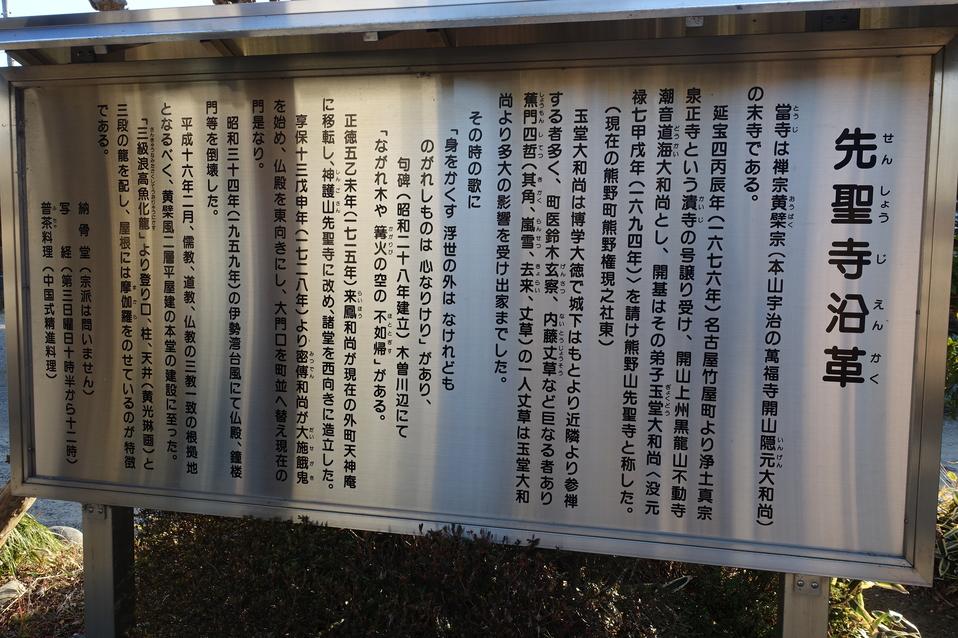 先聖寺沿革
當寺は禅宗黄檗宗（本山宇治の萬福寺開山隠元大和尚）
の末寺である。
延宝四丙辰年（一六七六年）名古屋竹屋町より浄土真宗
泉正寺という潰寺の号譲り受け、開山上州黒龍山不動寺
潮音道海大和尚とし、開基はその弟子玉堂大和尚〈没元
禄七甲戌年（一六九四年）〉を請け熊野山先聖寺と称した。
（現在の熊野町熊野権現之社東）
玉堂大和尚は博学大徳で城下はもとより近隣より参禅
する者多く、町医鈴木玄察、内藤丈草など巨なる者あり
蕉門四哲（其角、嵐雪、去来、丈草）の一人丈草は玉堂大和
尚より多大の影響を受け出家までした。
その時の歌に
「身をかくす 浮世の外は なけれども
のがれしものは 心なりけり」があり、
句碑（昭和二十八年建立）木曽川辺にて
「ながれ木や 篝火の空の 不如帰」がある。
正徳五乙未年（一七一五年）来鳳和尚が現在の外町天神庵
に移転し、神護山先聖寺に改め、諸堂を西向きに造立した。
享保十三戊申年（一七二八年）より密傳和尚が大施餓鬼
を始め、仏殿を東向きにし、大門口を町並へ替え現在の
門是なり。
昭和三十四年（一九五九年）の伊勢湾台風にて仏殿、鐘楼
門等を倒壊した。
平成十六年二月、儒教、道教、仏教の三教一致の根拠地
となるべく、黄檗風二層平屋建の本堂の建設に至った。
「三級浪高魚化龍」より登り口、柱、天井（黄光琳画）と
三段の龍を配し、屋根には摩伽羅をのせているのが特徴
である。
納骨堂（宗派は問いません）
写経（第三日曜日十時半から十二時）
普茶料理（中国式精進料理）